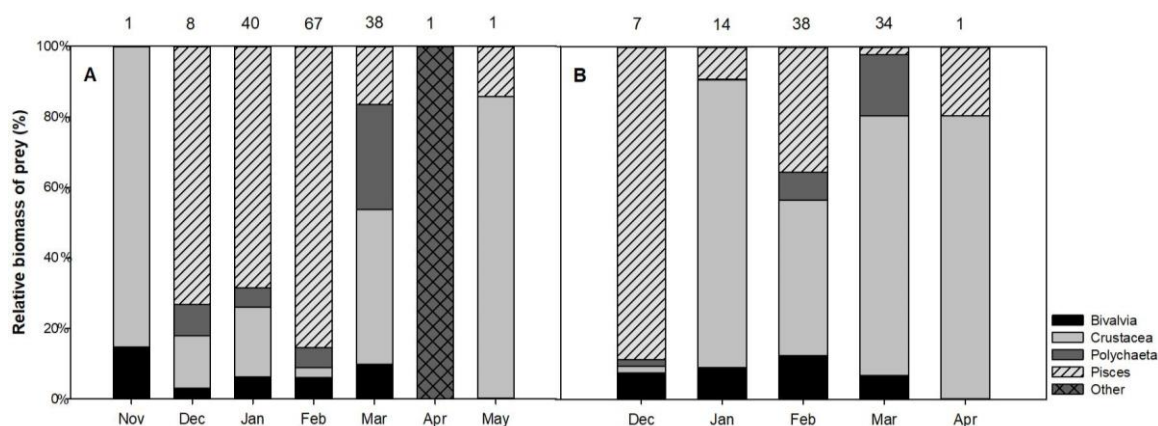 1 8 40 67 38 1 1 7 14 38 34 1
100%
A
B
80%
60%
40%
20%
0%
Relative biomass of prey (%)
Bivalvia
Crustacea
Polychaeta
Pisces
Other
Nov Dec Jan Feb Mar Apr May Dec Jan Feb Mar Apr